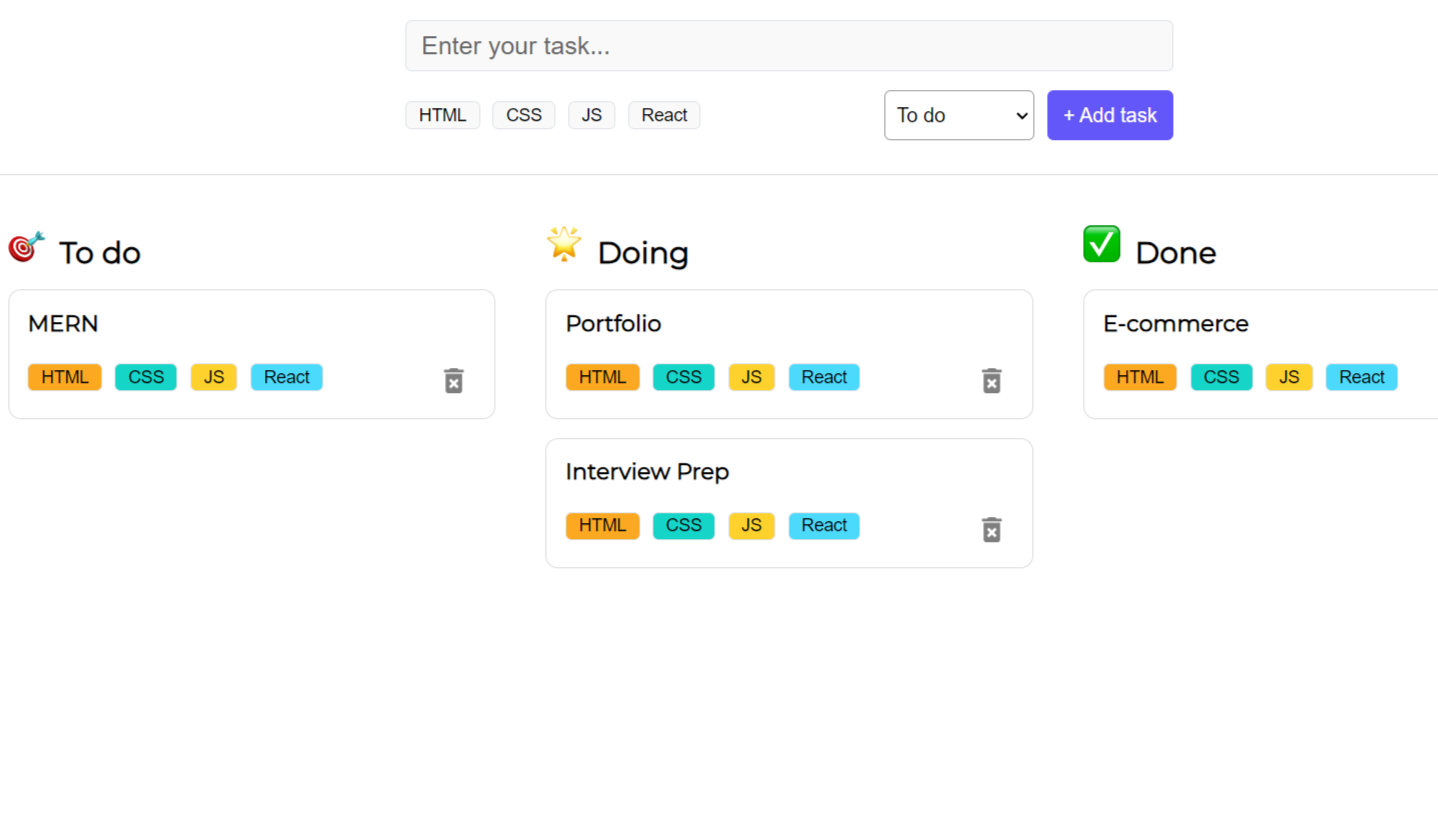 Enter your task...
HTML CSS JS React To do + Add task
To do
MERN
HTML CSS JS React
Doing
Portfolio
HTML CSS JS React
Interview Prep
HTML CSS JS React
Done
E-commerce
HTML CSS JS React